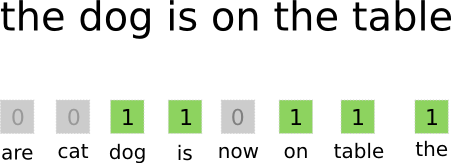 the dog is on the table
0 0 1 1 0 1 1 1
are cat dog is now on table the